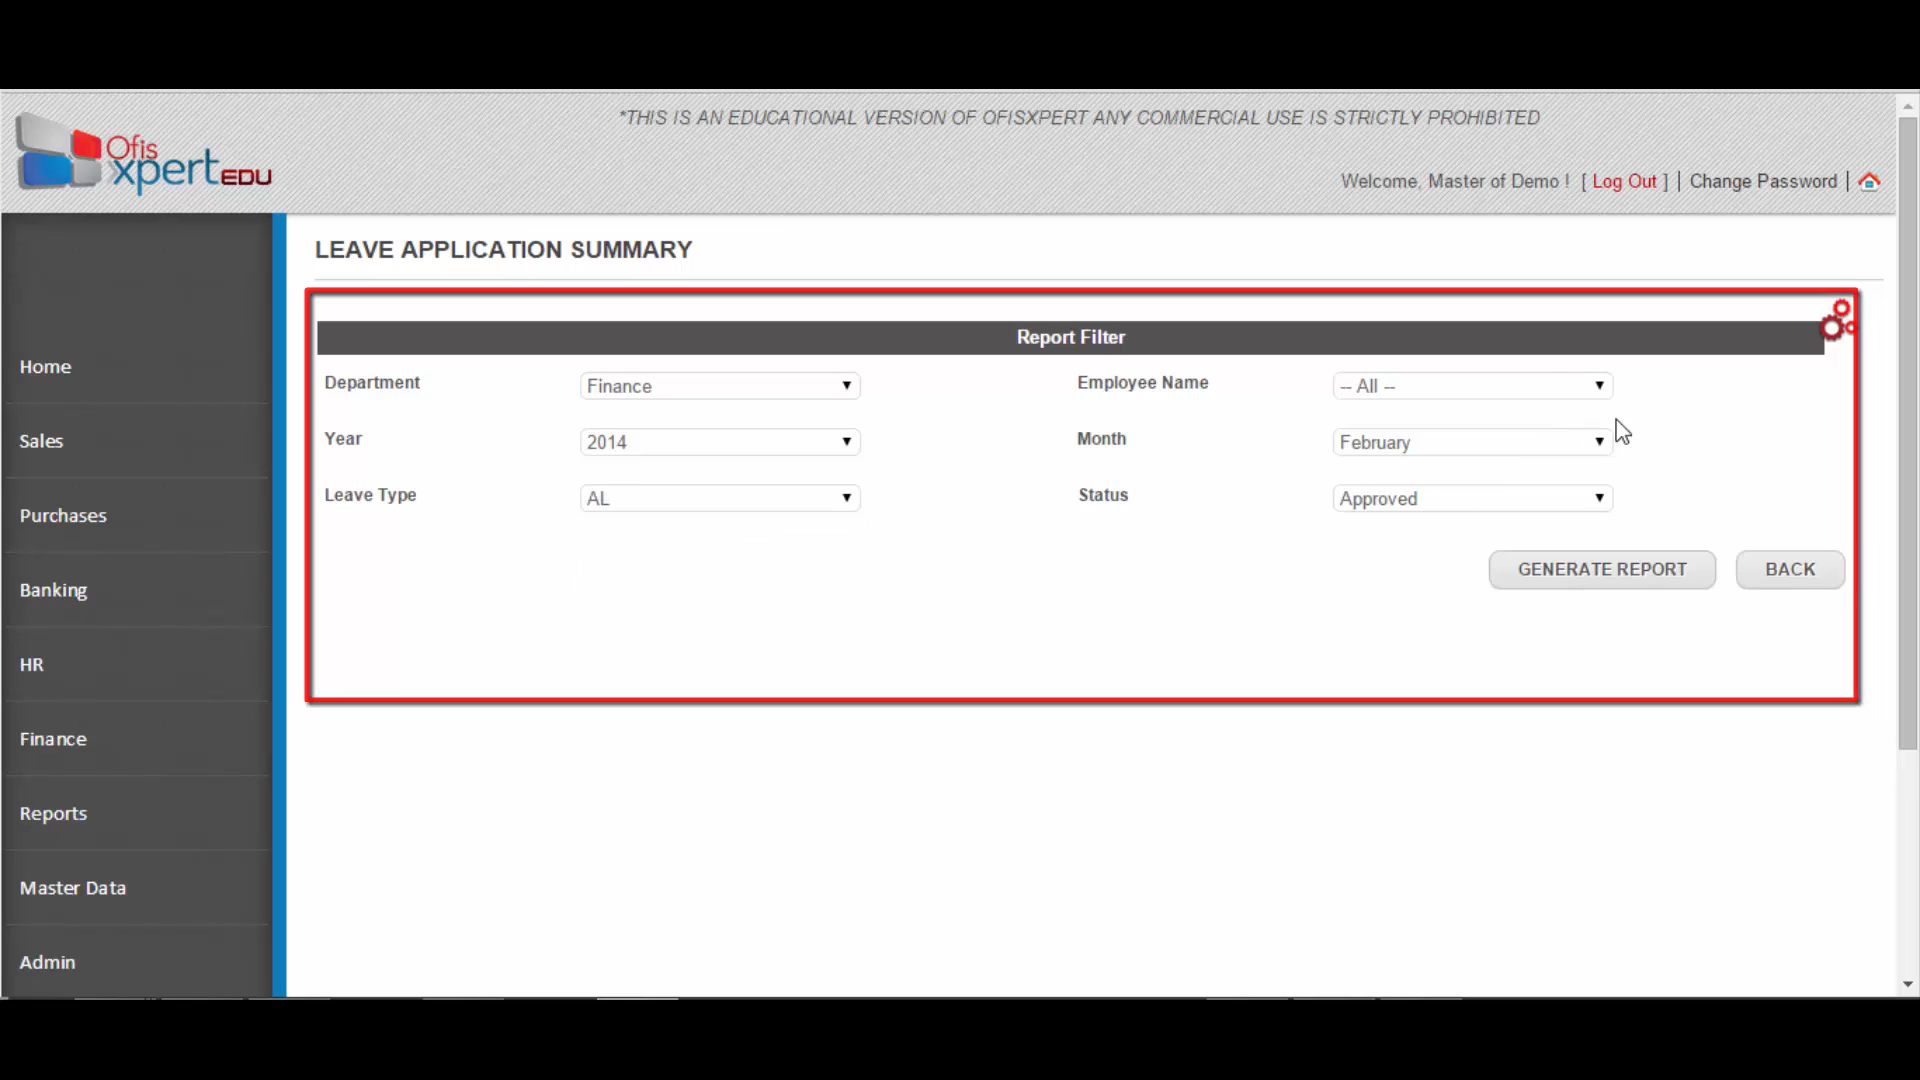 *THIS IS AN EDUCATIONAL VERSION OF OFISXPERT ANY COMMERCIAL USE IS STRICTLY PROHIBITED
Ofis
XpertEDU
Welcome, Master of Demo ! [ Log Out ] | Change Password |
LEAVE APPLICATION SUMMARY
Report Filter
Department Finance Employee Name -- All --
Year 2014 Month February
Leave Type AL Status Approved
GENERATE REPORT BACK
Home
Sales
Purchases
Banking
HR
Finance
Reports
Master Data
Admin